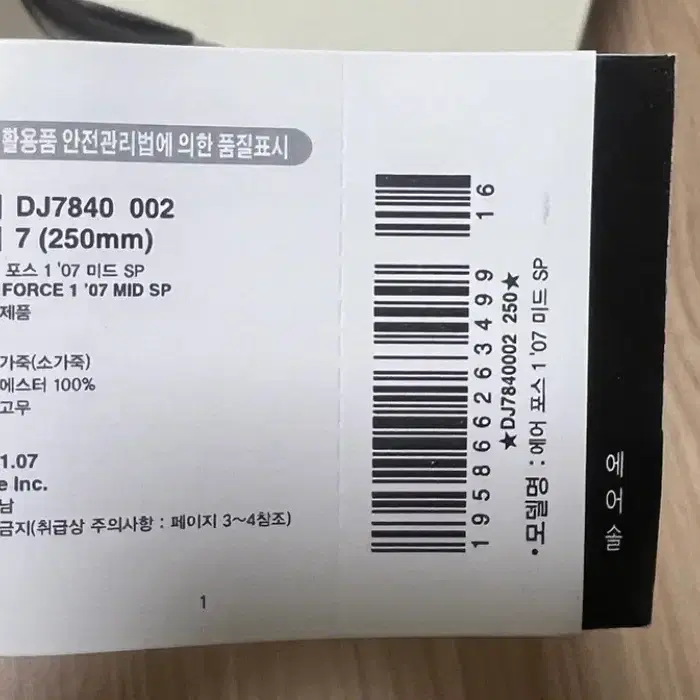 활용품 안전관리법에 의한 품질표시
DJ7840 002
7 (250mm)
포스 1 '07 미드 SP
FORCE 1 '07 MID SP
제품
가죽(소가죽)
에스터 100%
고무
1.07
e Inc.
남
금지(취급상 주의사항 : 페이지 3~4참조)
1
16
195866263499
★DJ7840002 250★
•모델명 : 에어 포스 1 '07 미드 SP
에어솔